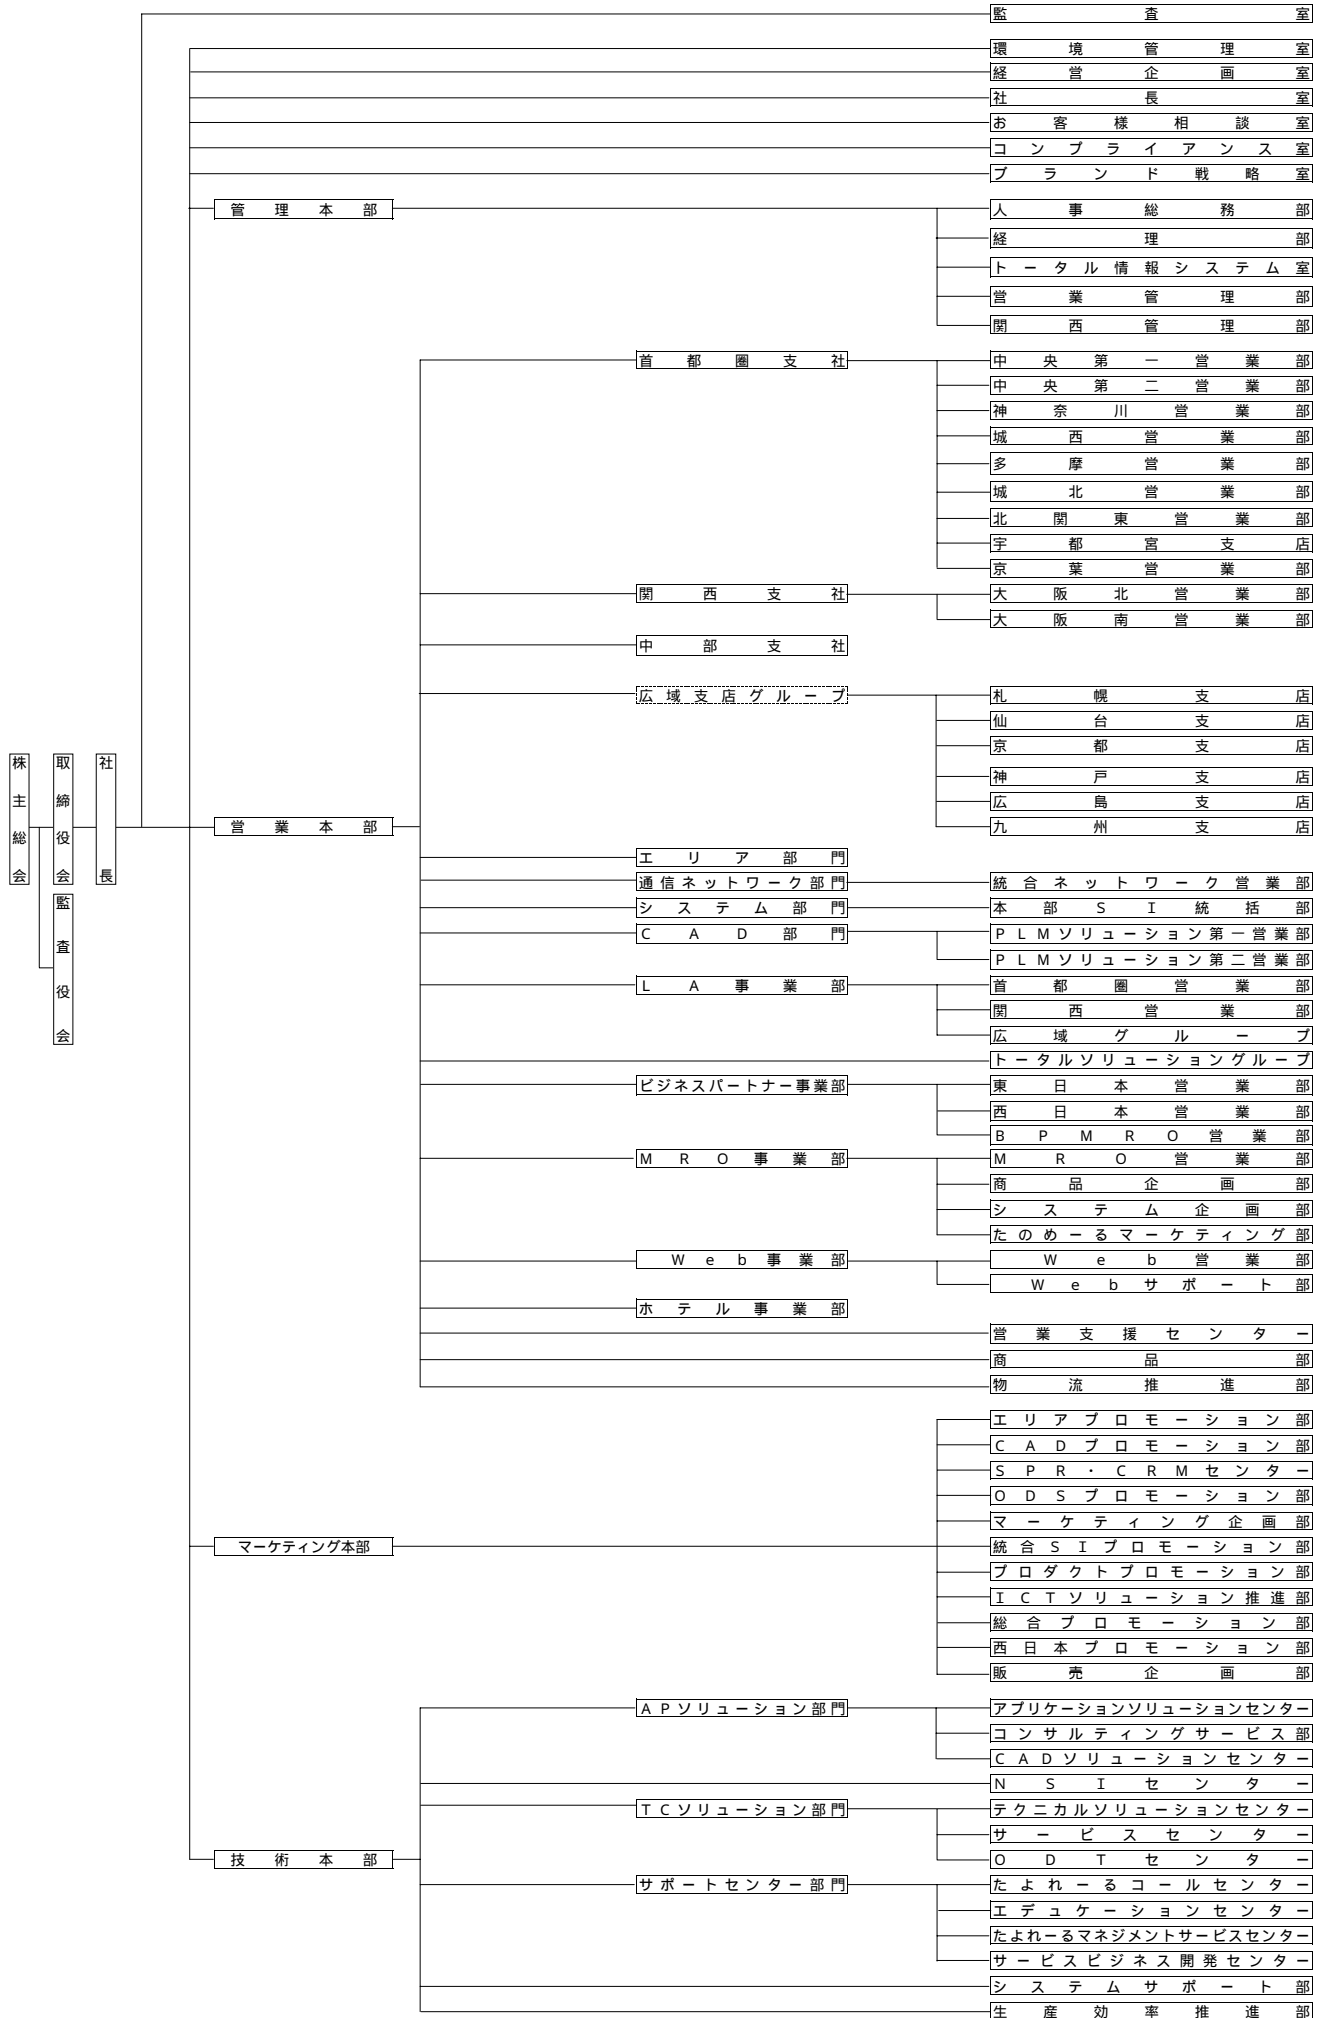 監査室
環境管理室
経営企画室
社長室
お客様相談室
コンプライアンス室
ブランド戦略室
管理本部
人事総務部
経理部
トータル情報システム室
営業管理部
関西管理部
首都圏支社
中央第一営業部
中央第二営業部
神奈川営業部
城西営業部
多摩営業部
城北営業部
北関東営業部
宇都宮支店
京葉営業部
関西支社
大阪北営業部
大阪南営業部
中部支社
広域支店グループ
札幌支店
仙台支店
京都支店
神戸支店
広島支店
九州支店
株主総会
取締役会
社長
監査役会
営業本部
エリア部門
通信ネットワーク部門
統合ネットワーク営業部
システム部門
本部SI統括部
CAD部門
PLMソリューション第一営業部
PLMソリューション第二営業部
LA事業部
首都圏営業部
関西営業部
広域グループ
トータルソリューショングループ
ビジネスパートナー事業部
東日本営業部
西日本営業部
BPMRO営業部
MRO事業部
MRO営業部
商品企画部
システム企画部
たのめーるマーケティング部
Web事業部
Web営業部
Webサポート部
ホテル事業部
営業支援センター
商品部
物流推進部
エリアプロモーション部
CADプロモーション部
SPR・CRMセンター
ODSプロモーション部
マーケティング企画部
マーケティング本部
統合SIプロモーション部
プロダクトプロモーション部
ICTソリューション推進部
総合プロモーション部
西日本プロモーション部
販売企画部
APソリューション部門
アプリケーションソリューションセンター
コンサルティングサービス部
CADソリューションセンター
NSIセンター
TCソリューション部門
テクニカルソリューションセンター
サービスセンター
技術本部
ODTセンター
サポートセンター部門
たよれーるコールセンター
エデュケーションセンター
たよれーるマネジメントサービスセンター
サービスビジネス開発センター
システムサポート部
生産効率推進部